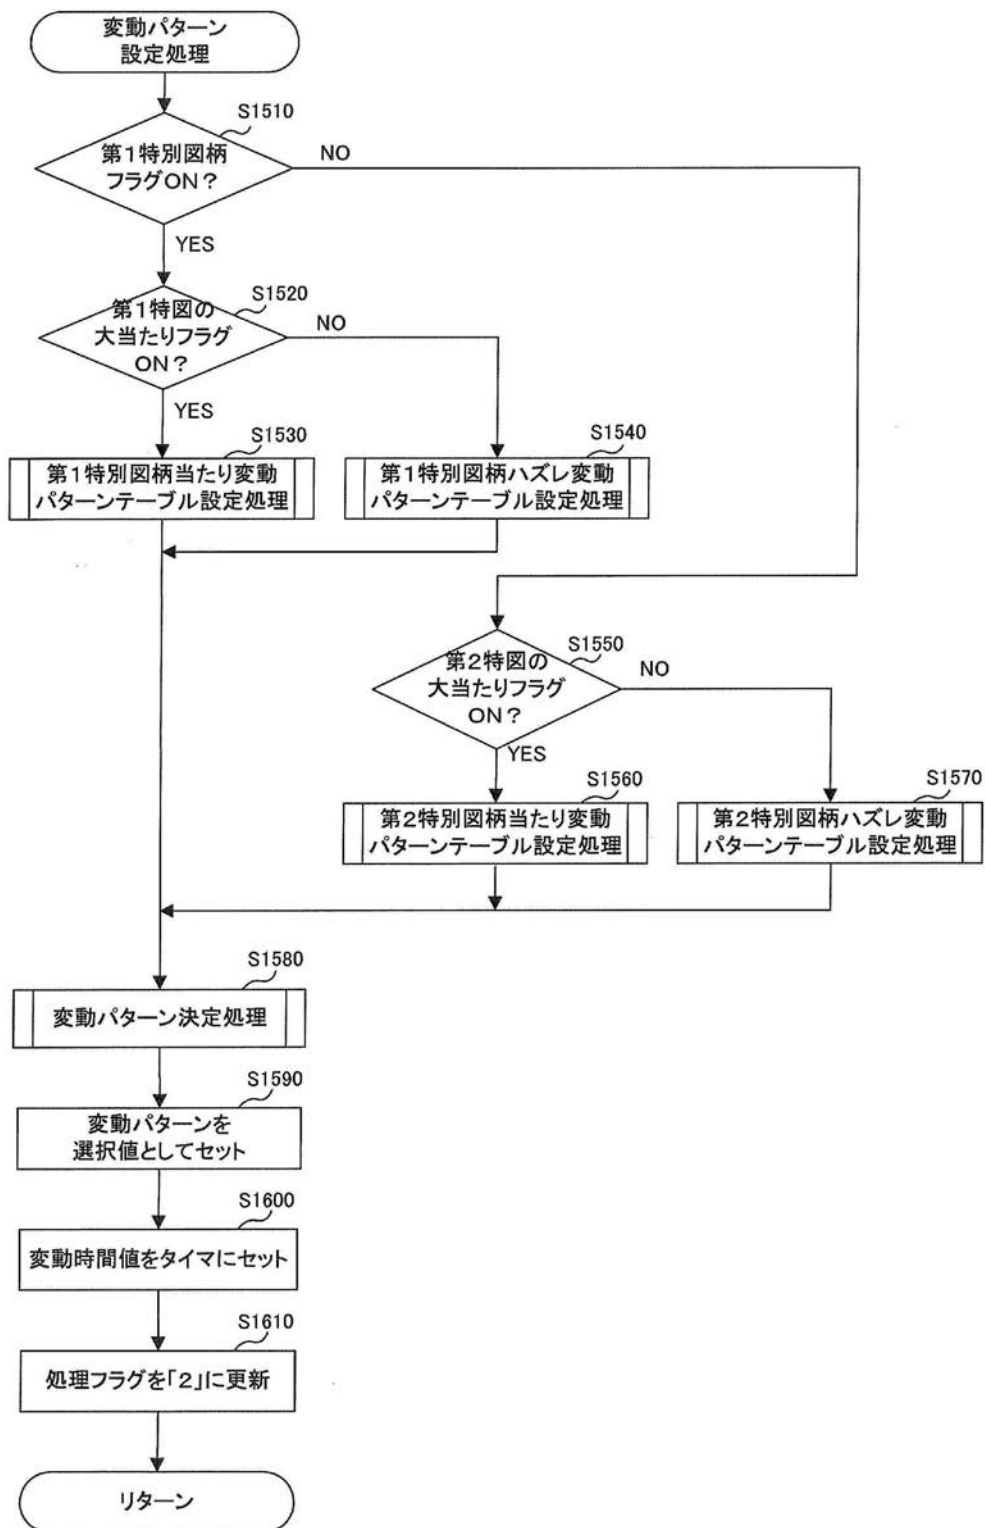 変動パターン
設定処理
S1510
第1特別図柄
フラグON?
NO
YES
S1520
第1特図の
大当たりフラグ
ON?
NO
YES
S1530
第1特別図柄当たり変動
パターンテーブル設定処理
S1540
第1特別図柄ハズレ変動
パターンテーブル設定処理
S1550
第2特図の
大当たりフラグ
ON?
NO
YES
S1560
第2特別図柄当たり変動
パターンテーブル設定処理
S1570
第2特別図柄ハズレ変動
パターンテーブル設定処理
S1580
変動パターン決定処理
S1590
変動パターンを
選択値としてセット
S1600
変動時間値をタイマにセット
S1610
処理フラグを「2」に更新
リターン